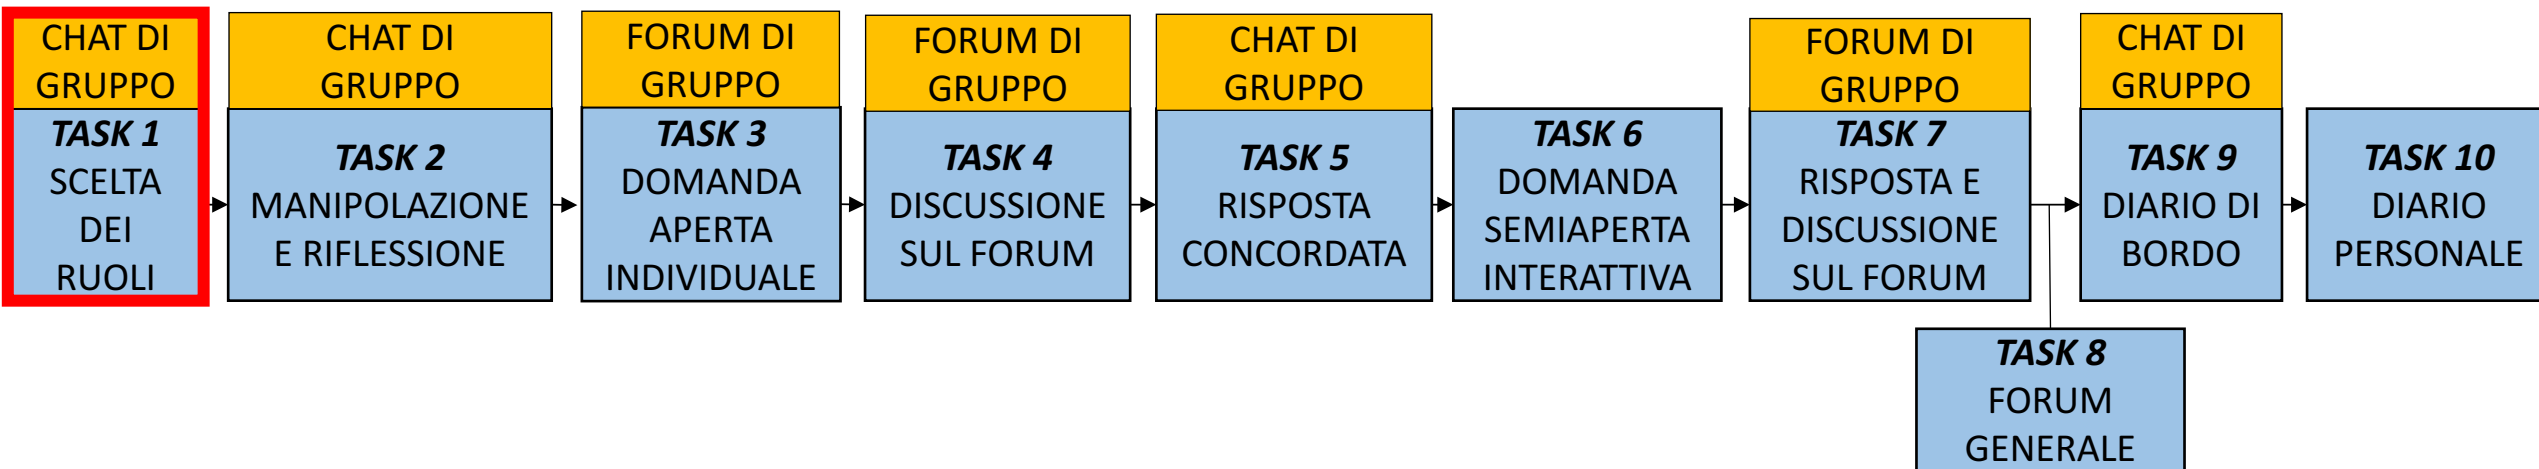 CHAT DI
GRUPPO
TASK 1
SCELTA
DEI
RUOLI
CHAT DI
GRUPPO
TASK 2
MANIPOLAZIONE
E RIFLESSIONE
FORUM DI
GRUPPO
TASK 3
DOMANDA
APERTA
INDIVIDUALE
FORUM DI
GRUPPO
TASK 4
DISCUSSIONE
SUL FORUM
CHAT DI
GRUPPO
TASK 5
RISPOSTA
CONCORDATA
TASK 6
DOMANDA
SEMIAPERTA
INTERATTIVA
FORUM DI
GRUPPO
TASK 7
RISPOSTA E
DISCUSSIONE
SUL FORUM
TASK 8
FORUM
GENERALE
CHAT DI
GRUPPO
TASK 9
DIARIO DI
BORDO
TASK 10
DIARIO
PERSONALE